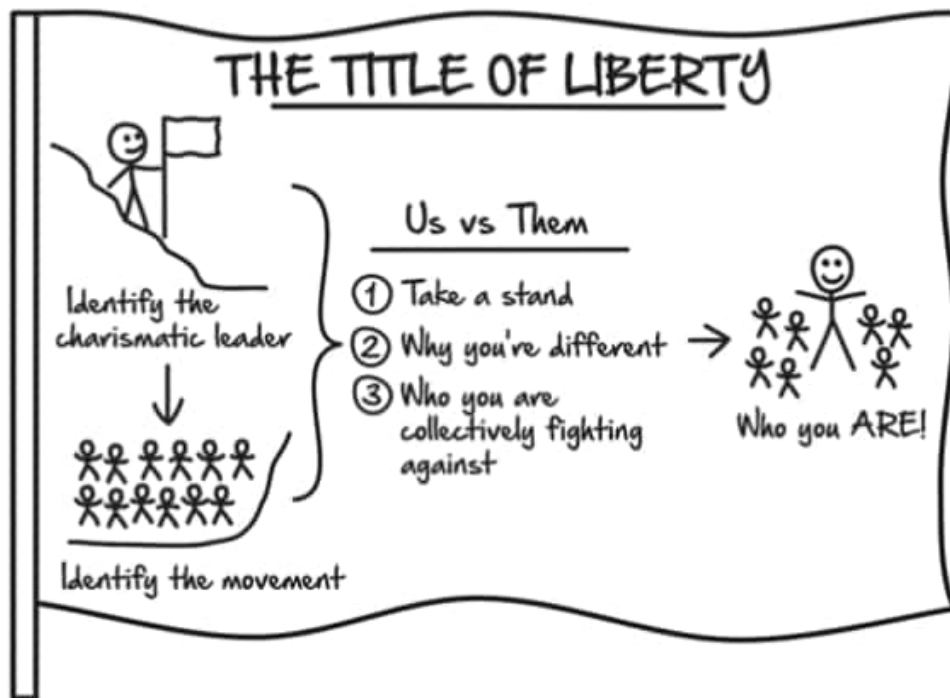 THE TITLE OF LIBERTY
Identify the
charismatic leader
Identify the movement
Us vs Them
1 Take a stand
2 Why you're different
3 Who you are
collectively fighting
against
Who you ARE!